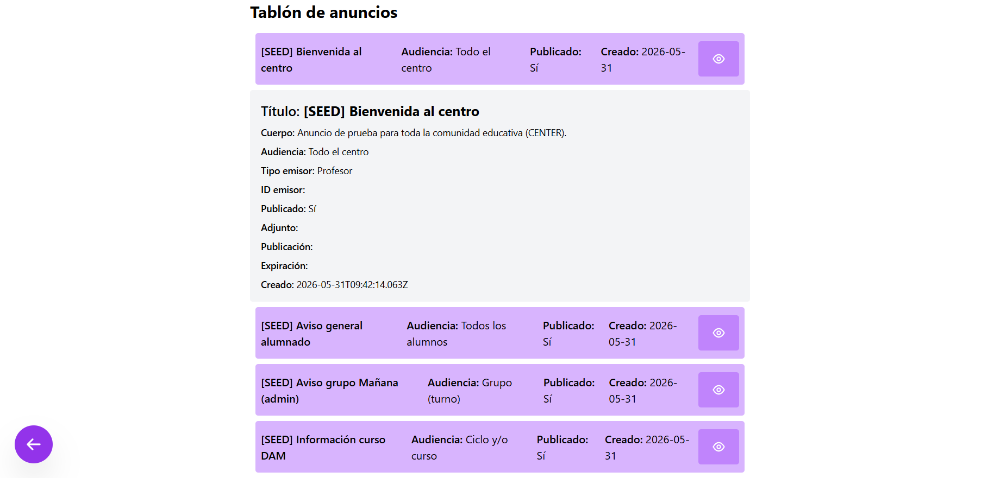 Tablón de anuncios
[SEED] Bienvenida al centro
Audiencia: Todo el centro
Publicado: Sí
Creado: 2026-05-31
Título: [SEED] Bienvenida al centro
Cuerpo: Anuncio de prueba para toda la comunidad educativa (CENTER).
Audiencia: Todo el centro
Tipo emisor: Profesor
ID emisor:
Publicado: Sí
Adjunto:
Publicación:
Expiración:
Creado: 2026-05-31T09:42:14.063Z
[SEED] Aviso general alumnado
Audiencia: Todos los alumnos
Publicado: Sí
Creado: 2026-05-31
[SEED] Aviso grupo Mañana (admin)
Audiencia: Grupo (turno)
Publicado: Sí
Creado: 2026-05-31
[SEED] Información curso DAM
Audiencia: Ciclo y/o curso
Publicado: Sí
Creado: 2026-05-31